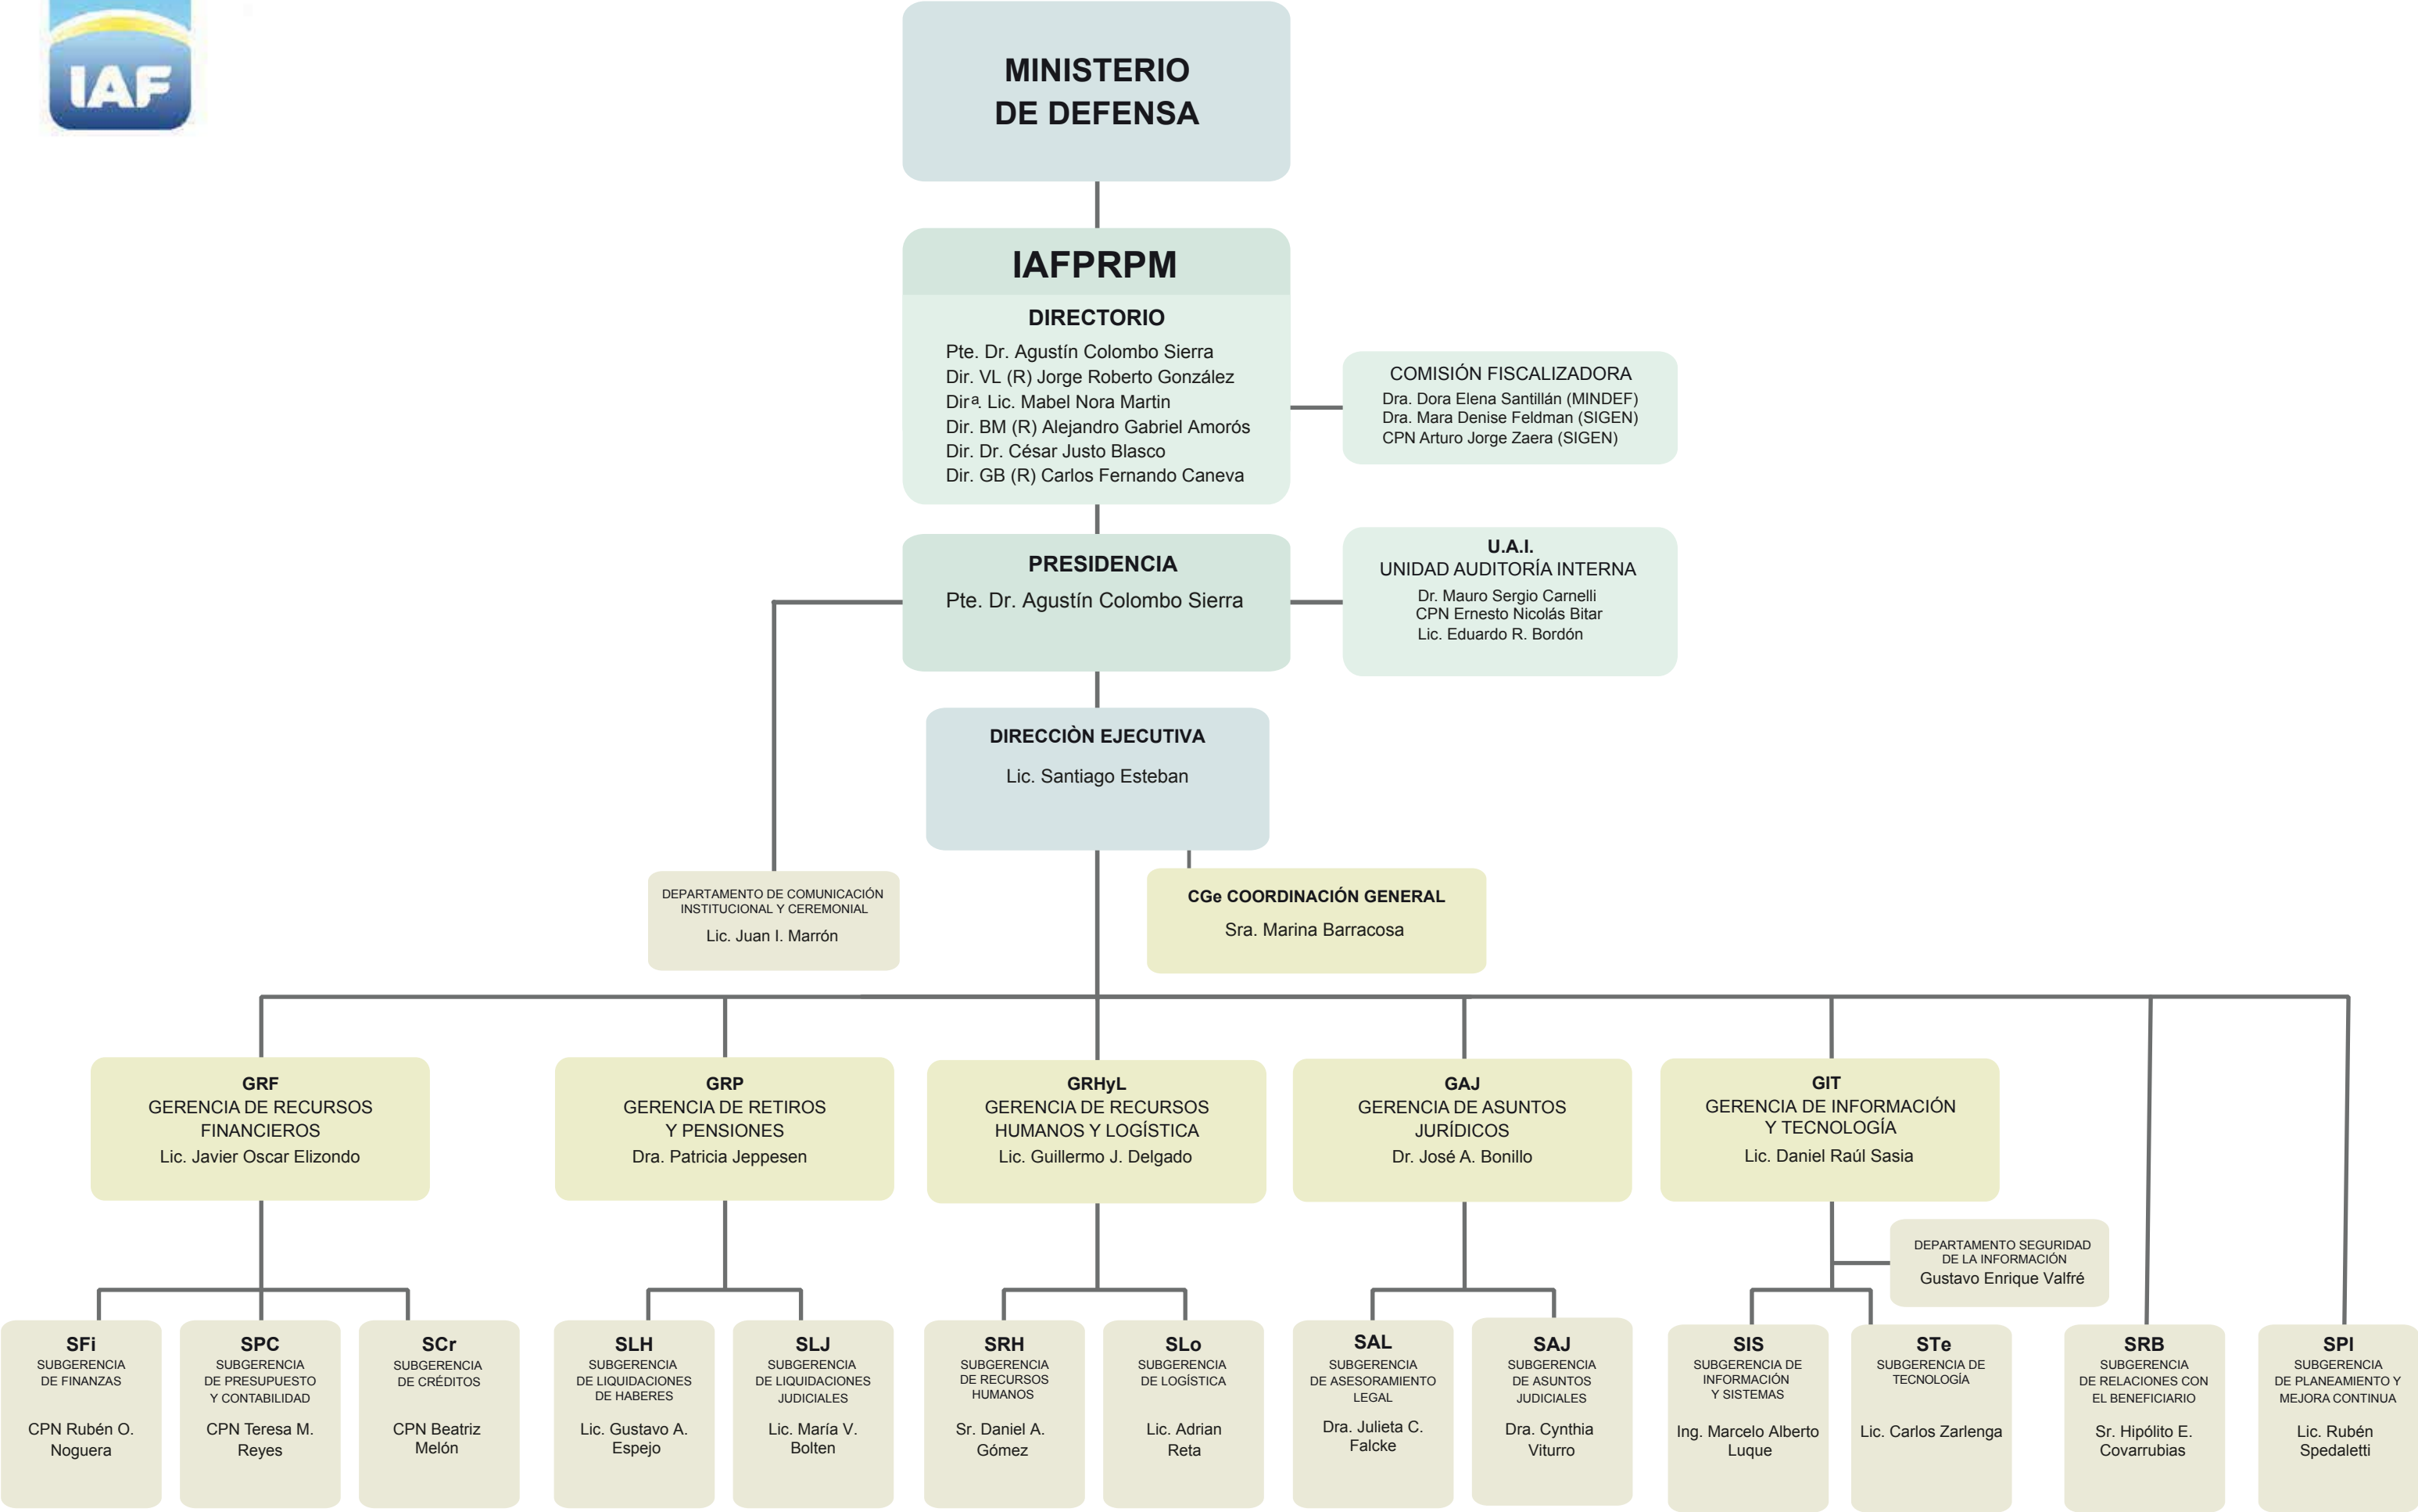 IAF
MINISTERIO
DE DEFENSA
IAFPRPM
DIRECTORIO
Pte. Dr. Agustín Colombo Sierra
Dir. VL (R) Jorge Roberto González
Dirª. Lic. Mabel Nora Martin
Dir. BM (R) Alejandro Gabriel Amorós
Dir. Dr. César Justo Blasco
Dir. GB (R) Carlos Fernando Caneva
COMISIÓN FISCALIZADORA
Dra. Dora Elena Santillán (MINDEF)
Dra. Mara Denise Feldman (SIGEN)
CPN Arturo Jorge Zaera (SIGEN)
PRESIDENCIA
Pte. Dr. Agustín Colombo Sierra
U.A.I.
UNIDAD AUDITORÍA INTERNA
Dr. Mauro Sergio Carnelli
CPN Ernesto Nicolás Bitar
Lic. Eduardo R. Bordón
DIRECCIÒN EJECUTIVA
Lic. Santiago Esteban
DEPARTAMENTO DE COMUNICACIÓN
INSTITUCIONAL Y CEREMONIAL
Lic. Juan I. Marrón
CGe COORDINACIÓN GENERAL
Sra. Marina Barracosa
GRF
GERENCIA DE RECURSOS
FINANCIEROS
Lic. Javier Oscar Elizondo
GRP
GERENCIA DE RETIROS
Y PENSIONES
Dra. Patricia Jeppesen
GRHyL
GERENCIA DE RECURSOS
HUMANOS Y LOGÍSTICA
Lic. Guillermo J. Delgado
GAJ
GERENCIA DE ASUNTOS
JURÍDICOS
Dr. José A. Bonillo
GIT
GERENCIA DE INFORMACIÓN
Y TECNOLOGÍA
Lic. Daniel Raúl Sasia
DEPARTAMENTO SEGURIDAD
DE LA INFORMACIÓN
Gustavo Enrique Valfré
SFi
SUBGERENCIA
DE FINANZAS
CPN Rubén O.
Noguera
SPC
SUBGERENCIA
DE PRESUPUESTO
Y CONTABILIDAD
CPN Teresa M.
Reyes
SCr
SUBGERENCIA
DE CRÉDITOS
CPN Beatriz
Melón
SLH
SUBGERENCIA
DE LIQUIDACIONES
DE HABERES
Lic. Gustavo A.
Espejo
SLJ
SUBGERENCIA
DE LIQUIDACIONES
JUDICIALES
Lic. María V.
Bolten
SRH
SUBGERENCIA
DE RECURSOS
HUMANOS
Sr. Daniel A.
Gómez
SLo
SUBGERENCIA
DE LOGÍSTICA
Lic. Adrian
Reta
SAL
SUBGERENCIA
DE ASESORAMIENTO
LEGAL
Dra. Julieta C.
Falcke
SAJ
SUBGERENCIA
DE ASUNTOS
JUDICIALES
Dra. Cynthia
Viturro
SIS
SUBGERENCIA DE
INFORMACIÓN
Y SISTEMAS
Ing. Marcelo Alberto
Luque
STe
SUBGERENCIA DE
TECNOLOGÍA
Lic. Carlos Zarlenga
SRB
SUBGERENCIA
DE RELACIONES CON
EL BENEFICIARIO
Sr. Hipólito E.
Covarrubias
SPl
SUBGERENCIA
DE PLANEAMIENTO Y
MEJORA CONTINUA
Lic. Rubén
Spedaletti